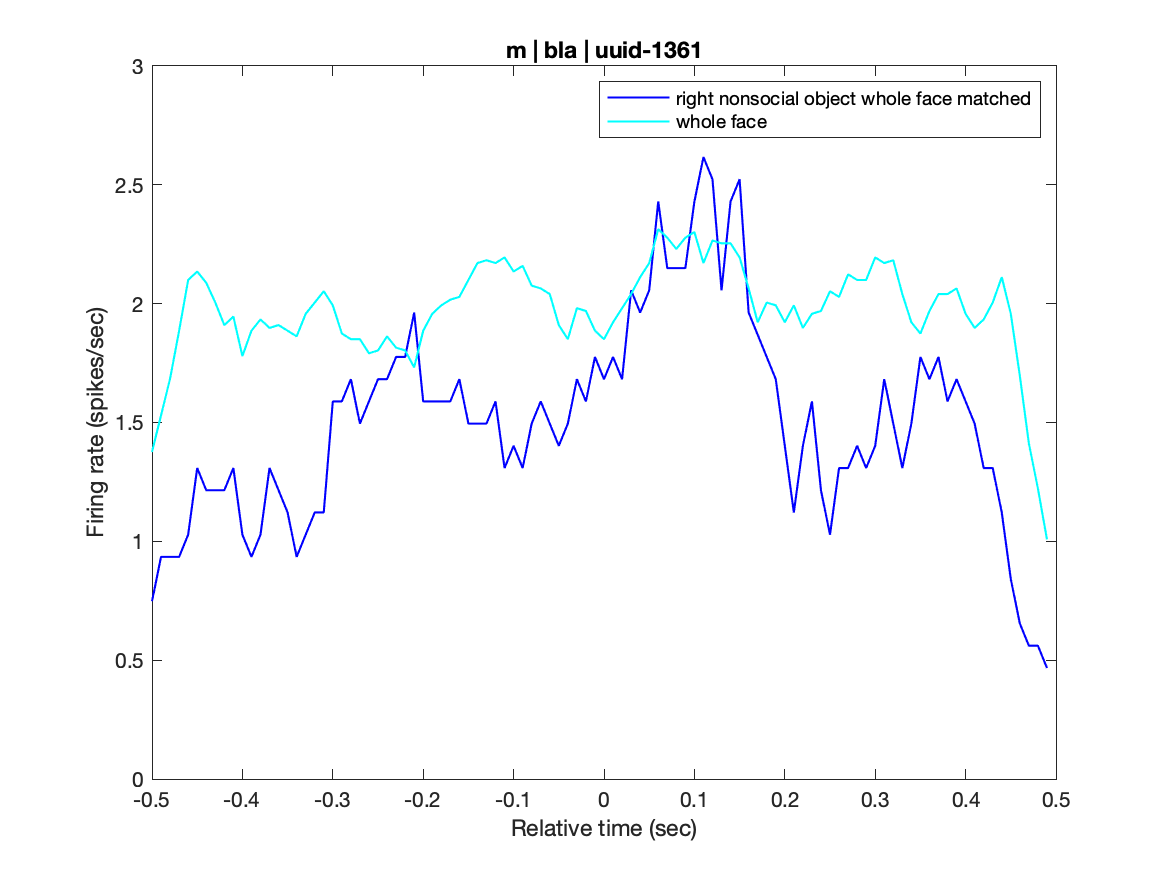 m | bla | uuid-1361
right nonsocial object whole face matched
whole face
Firing rate (spikes/sec)
3
2.5
2
1.5
1
0.5
0
-0.5 -0.4 -0.3 -0.2 -0.1 0 0.1 0.2 0.3 0.4 0.5
Relative time (sec)